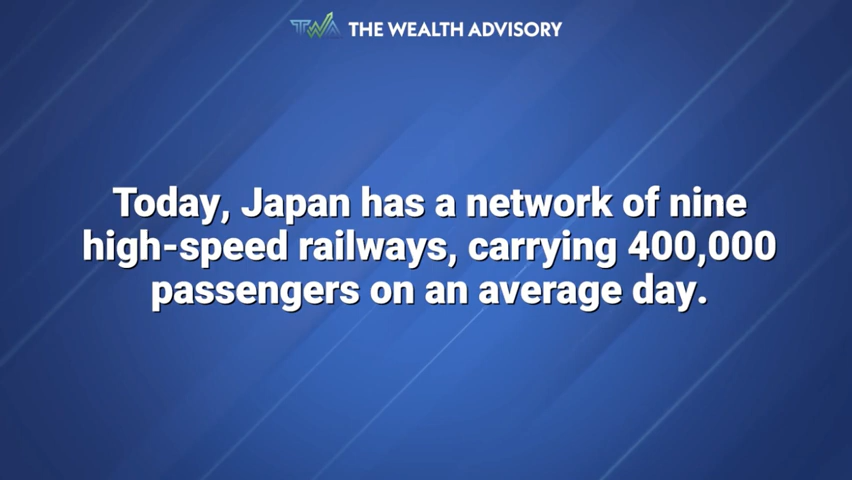 TWA THE WEALTH ADVISORY
Today, Japan has a network of nine
high-speed railways, carrying 400,000
passengers on an average day.